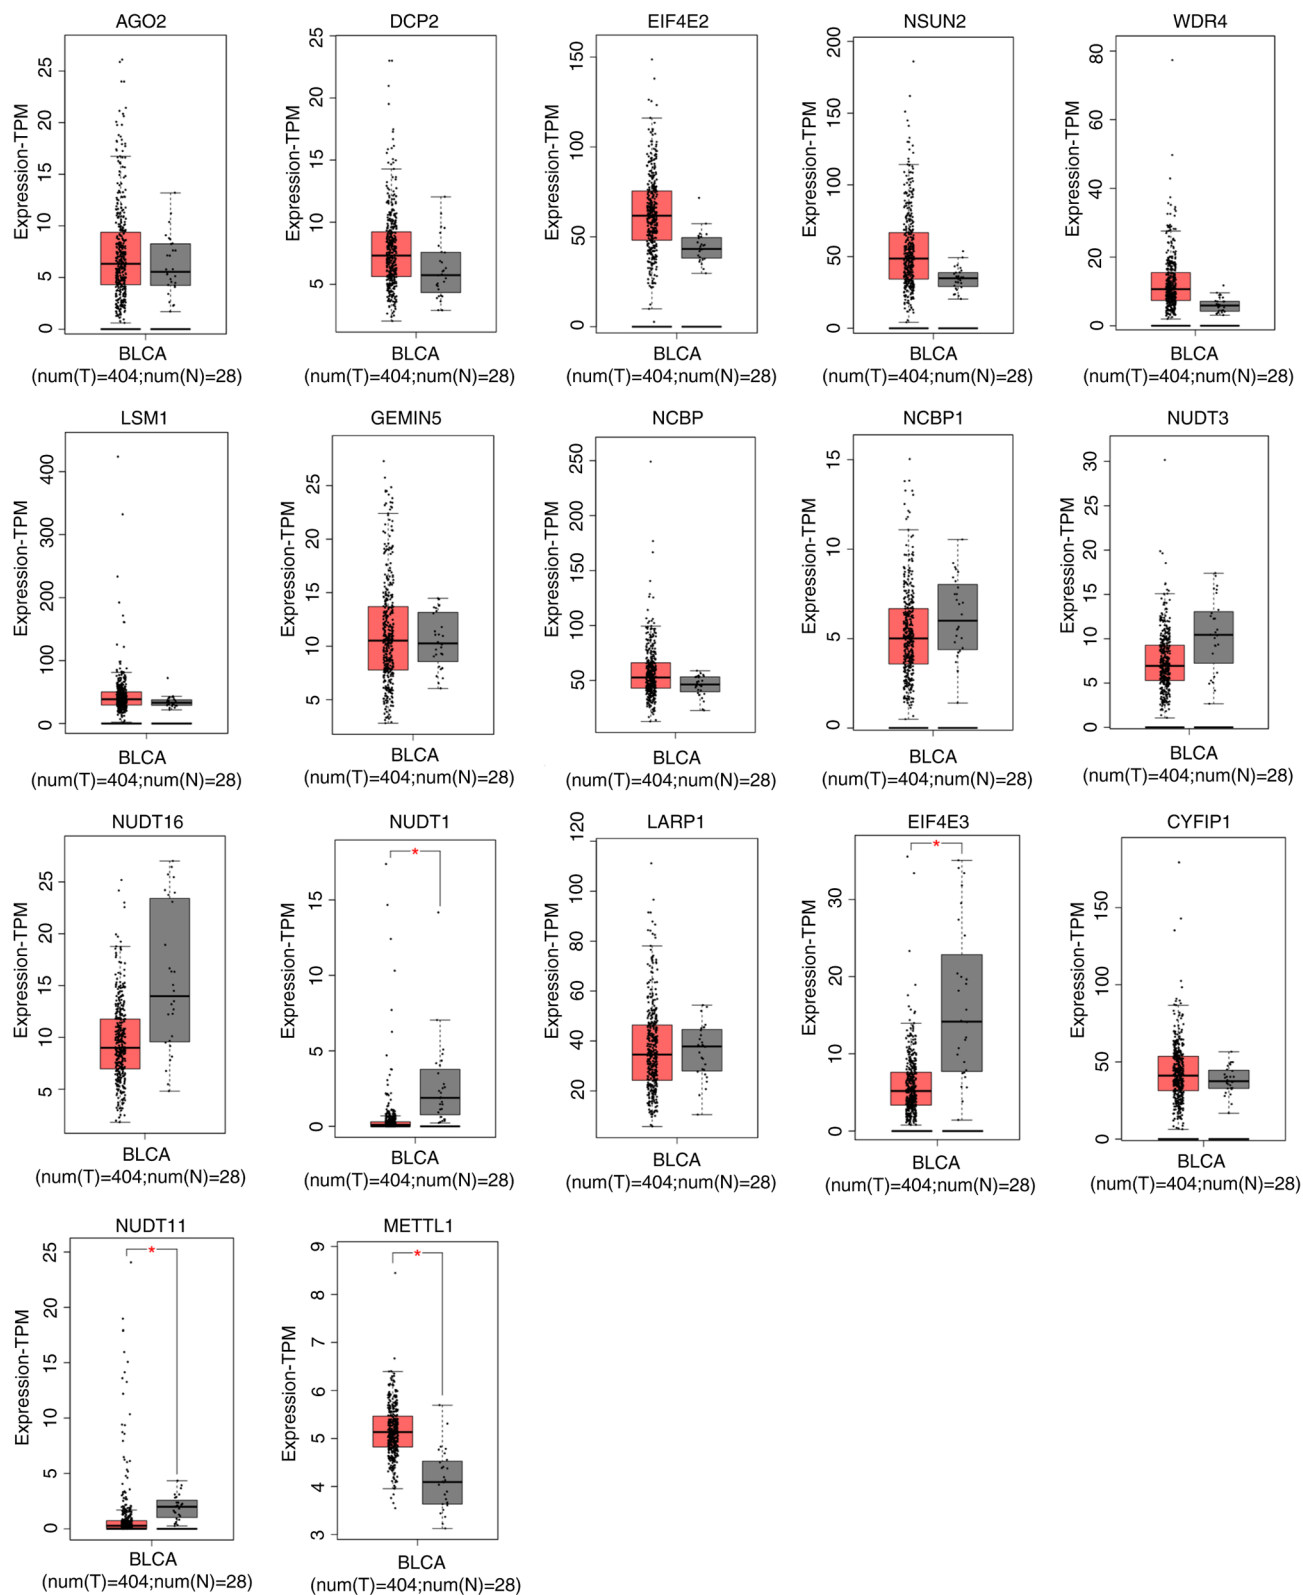 AGO2
Expression-TPM
25
20
15
10
5
0
BLCA
(num(T)=404;num(N)=28)
DCP2
Expression-TPM
25
20
15
10
5
BLCA
(num(T)=404;num(N)=28)
EIF4E2
Expression-TPM
150
100
50
0
BLCA
(num(T)=404;num(N)=28)
NSUN2
Expression-TPM
200
150
100
50
0
BLCA
(num(T)=404;num(N)=28)
WDR4
Expression-TPM
80
60
40
20
0
BLCA
(num(T)=404;num(N)=28)
LSM1
Expression-TPM
400
300
200
100
0
BLCA
(num(T)=404;num(N)=28)
GEMIN5
Expression-TPM
25
20
15
10
5
BLCA
(num(T)=404;num(N)=28)
NCBP
Expression-TPM
250
200
150
100
50
BLCA
(num(T)=404;num(N)=28)
NCBP1
Expression-TPM
15
10
5
0
BLCA
(num(T)=404;num(N)=28)
NUDT3
Expression-TPM
30
25
20
15
10
5
0
BLCA
(num(T)=404;num(N)=28)
NUDT16
Expression-TPM
25
20
15
10
5
BLCA
(num(T)=404;num(N)=28)
NUDT1
*
Expression-TPM
15
10
5
0
BLCA
(num(T)=404;num(N)=28)
LARP1
Expression-TPM
120
100
80
60
40
20
BLCA
(num(T)=404;num(N)=28)
EIF4E3
*
Expression-TPM
30
20
10
0
BLCA
(num(T)=404;num(N)=28)
CYFIP1
Expression-TPM
150
100
50
0
BLCA
(num(T)=404;num(N)=28)
NUDT11
*
Expression-TPM
25
20
15
10
5
0
BLCA
(num(T)=404;num(N)=28)
METTL1
*
Expression-TPM
9
8
7
6
5
4
3
BLCA
(num(T)=404;num(N)=28)